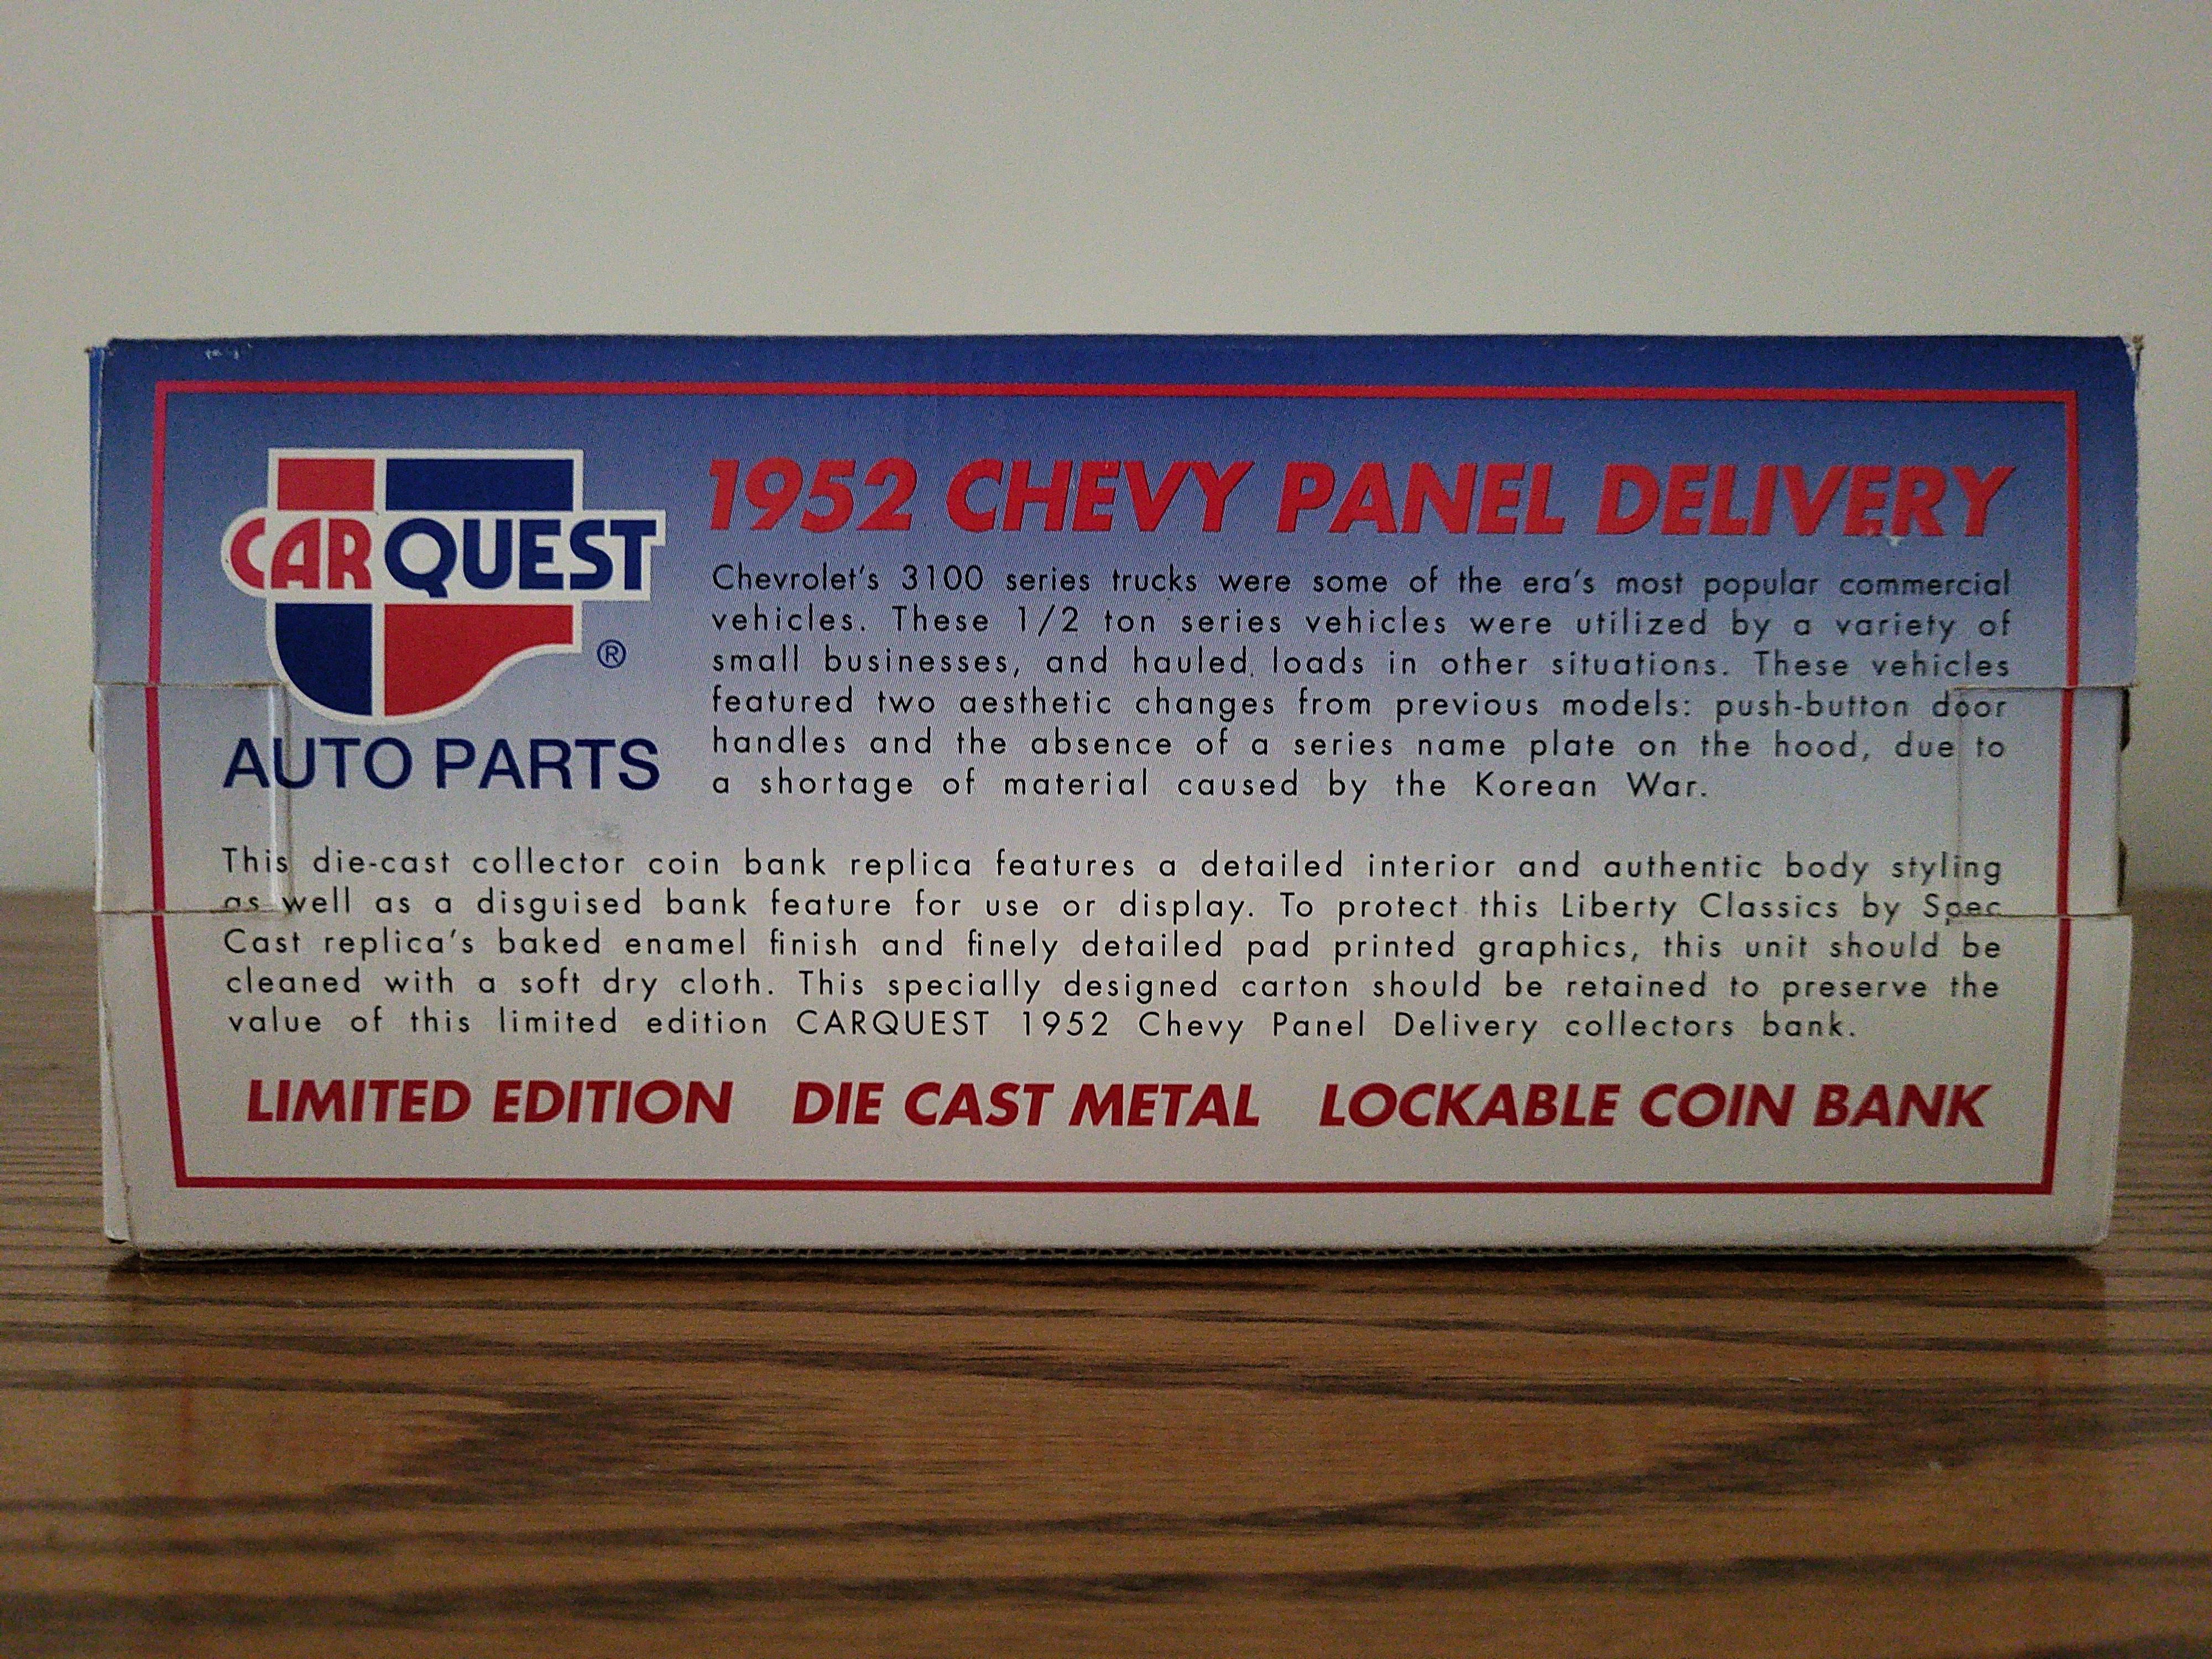 CARQUEST
®
AUTO PARTS
1952 CHEVY PANEL DELIVERY
Chevrolet's 3100 series trucks were some of the era's most popular commercial
vehicles. These 1/2 ton series vehicles were utilized by a variety of
small businesses, and hauled loads in other situations. These vehicles
featured two aesthetic changes from previous models: push-button door
handles and the absence of a series name plate on the hood, due to
a shortage of material caused by the Korean War.
This die-cast collector coin bank replica features a detailed interior and authentic body styling
as well as a disguised bank feature for use or display. To protect this Liberty Classics by Spec
Cast replica's baked enamel finish and finely detailed pad printed graphics, this unit should be
cleaned with a soft dry cloth. This specially designed carton should be retained to preserve the
value of this limited edition CARQUEST 1952 Chevy Panel Delivery collectors bank.
LIMITED EDITION DIE CAST METAL LOCKABLE COIN BANK